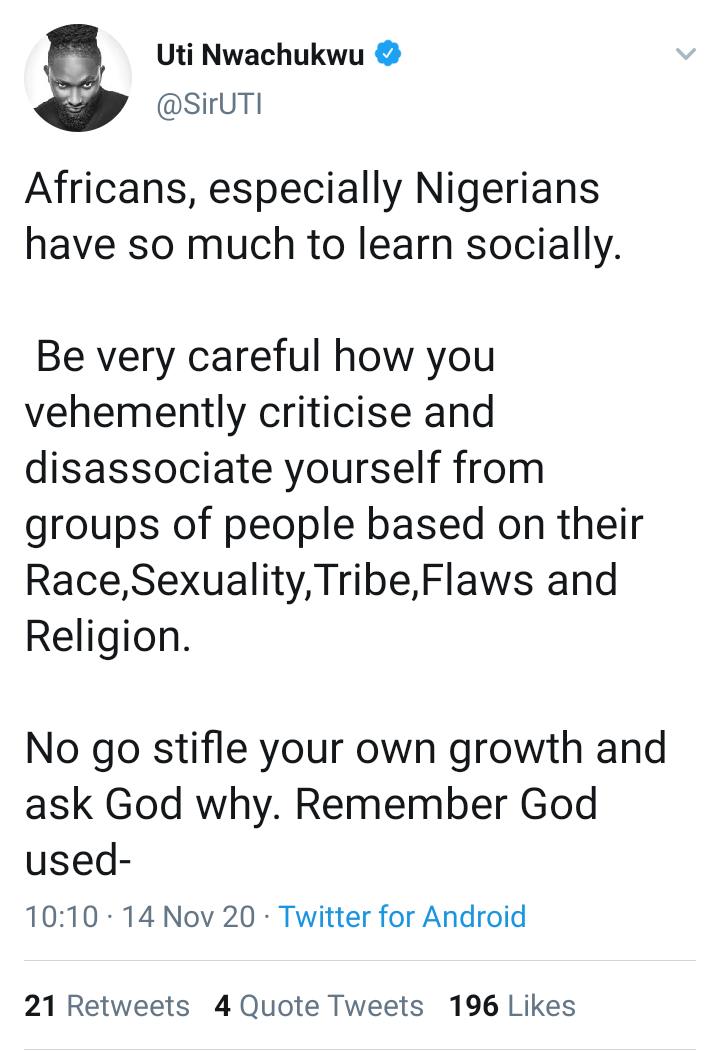 Uti Nwachukwu
@SirUTI
Africans, especially Nigerians
have so much to learn socially.
Be very careful how you
vehemently criticise and
disassociate yourself from
groups of people based on their
Race,Sexuality,Tribe,Flaws and
Religion.
No go stifle your own growth and
ask God why. Remember God
used-
10:10 · 14 Nov 20 · Twitter for Android
21 Retweets 4 Quote Tweets 196 Likes